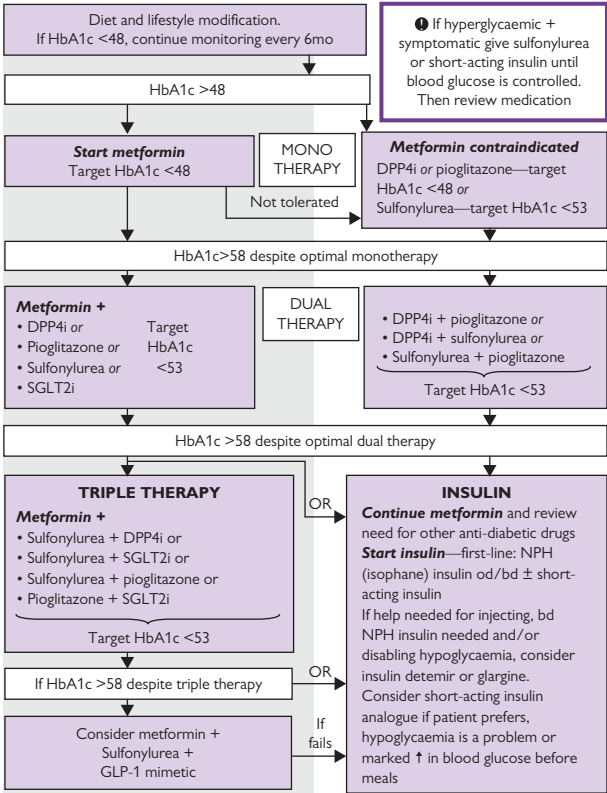 Diet and lifestyle modification.
If HbA1c <48, continue monitoring every 6mo
❶ If hyperglycaemic +
symptomatic give sulfonylurea
or short-acting insulin until
blood glucose is controlled.
Then review medication
HbA1c >48
Start metformin
Target HbA1c <48
MONO
THERAPY
Metformin contraindicated
DPP4i or pioglitazone—target
HbA1c <48 or
Sulfonylurea—target HbA1c <53
Not tolerated
HbA1c>58 despite optimal monotherapy
Metformin +
• DPP4i or
• Pioglitazone or
• Sulfonylurea or
• SGLT2i
Target
HbA1c
<53
DUAL
THERAPY
• DPP4i + pioglitazone or
• DPP4i + sulfonylurea or
• Sulfonylurea + pioglitazone
Target HbA1c <53
HbA1c >58 despite optimal dual therapy
TRIPLE THERAPY
Metformin +
• Sulfonylurea + DPP4i or
• Sulfonylurea + SGLT2i or
• Sulfonylurea + pioglitazone or
• Pioglitazone + SGLT2i
Target HbA1c <53
OR
INSULIN
Continue metformin and review
need for other anti-diabetic drugs
Start insulin—first-line: NPH
(isophane) insulin od/bd ± short-
acting insulin
If help needed for injecting, bd
NPH insulin needed and/or
disabling hypoglycaemia, consider
insulin detemir or glargine.
Consider short-acting insulin
analogue if patient prefers,
hypoglycaemia is a problem or
marked ↑ in blood glucose before
meals
If HbA1c >58 despite triple therapy
OR
Consider metformin +
Sulfonylurea +
GLP-1 mimetic
If
fails